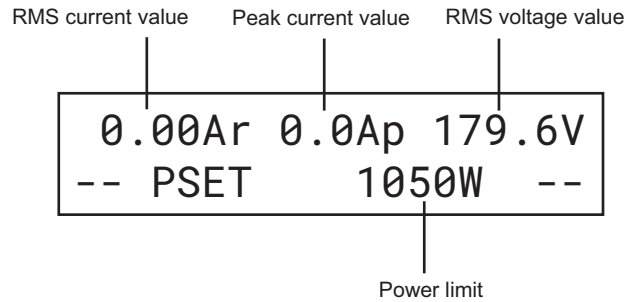 RMS current value Peak current value RMS voltage value
0.00Ar 0.0Ap 179.6V
-- PSET 1050W --
Power limit